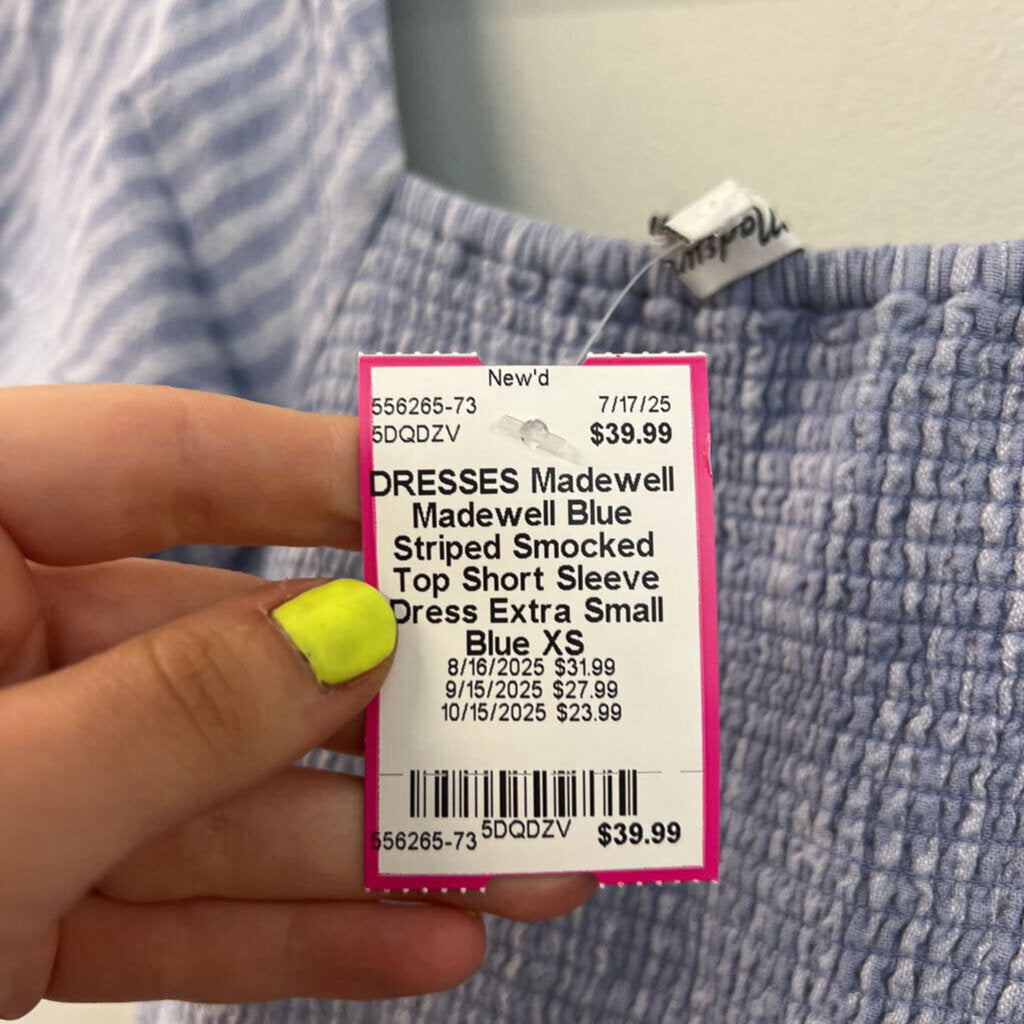 Madew
New'd
556265-73 7/17/25
5DQDZV $39.99
DRESSES Madewell
Madewell Blue
Striped Smocked
Top Short Sleeve
Dress Extra Small
Blue XS
8/16/2025 $31.99
9/15/2025 $27.99
10/15/2025 $23.99
556265-73 5DQDZV $39.99